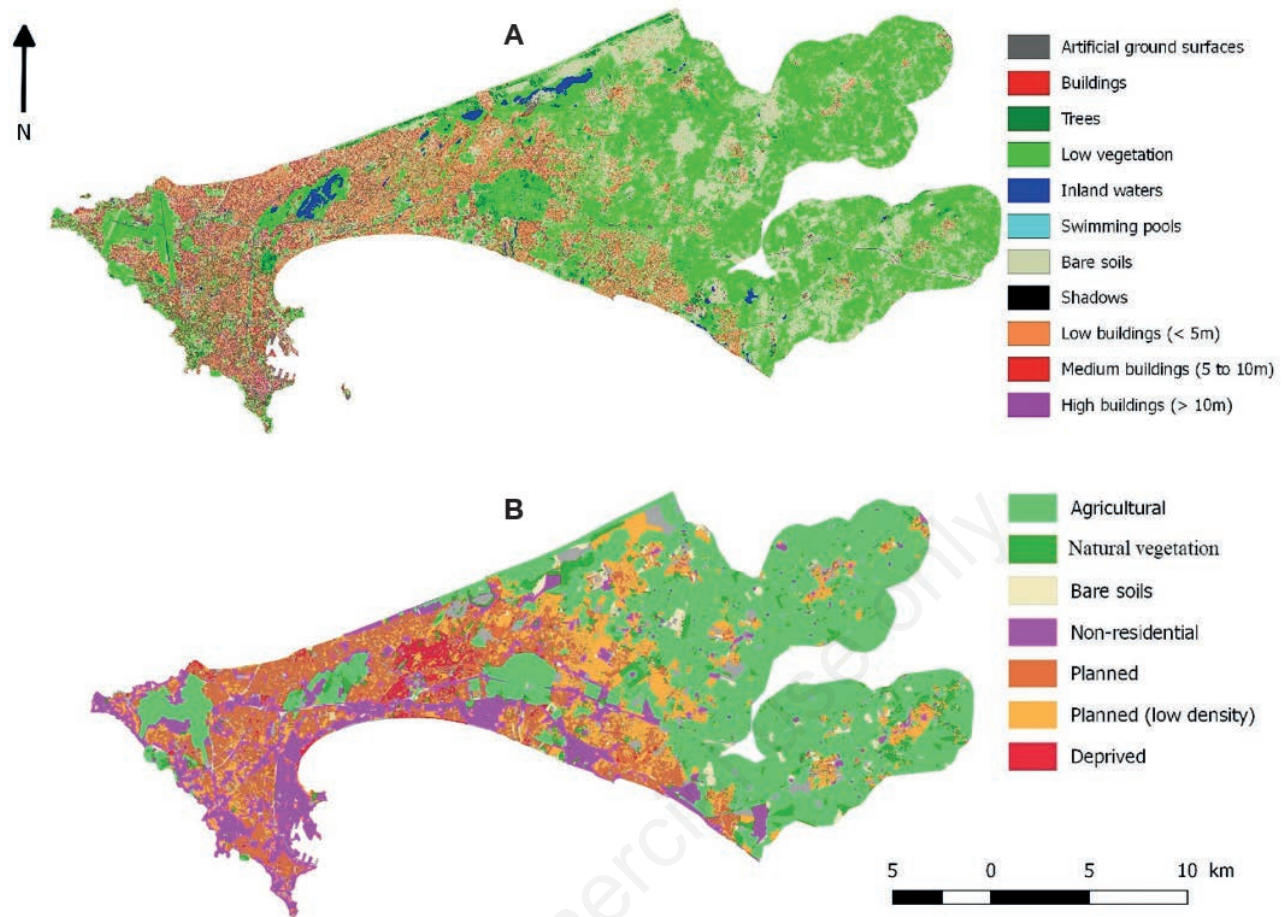 A
N
Artificial ground surfaces
Buildings
Trees
Low vegetation
Inland waters
Swimming pools
Bare soils
Shadows
Low buildings (< 5m)
Medium buildings (5 to 10m)
High buildings (> 10m)
B
Agricultural
Natural vegetation
Bare soils
Non-residential
Planned
Planned (low density)
Deprived
5 0 5 10 km
only